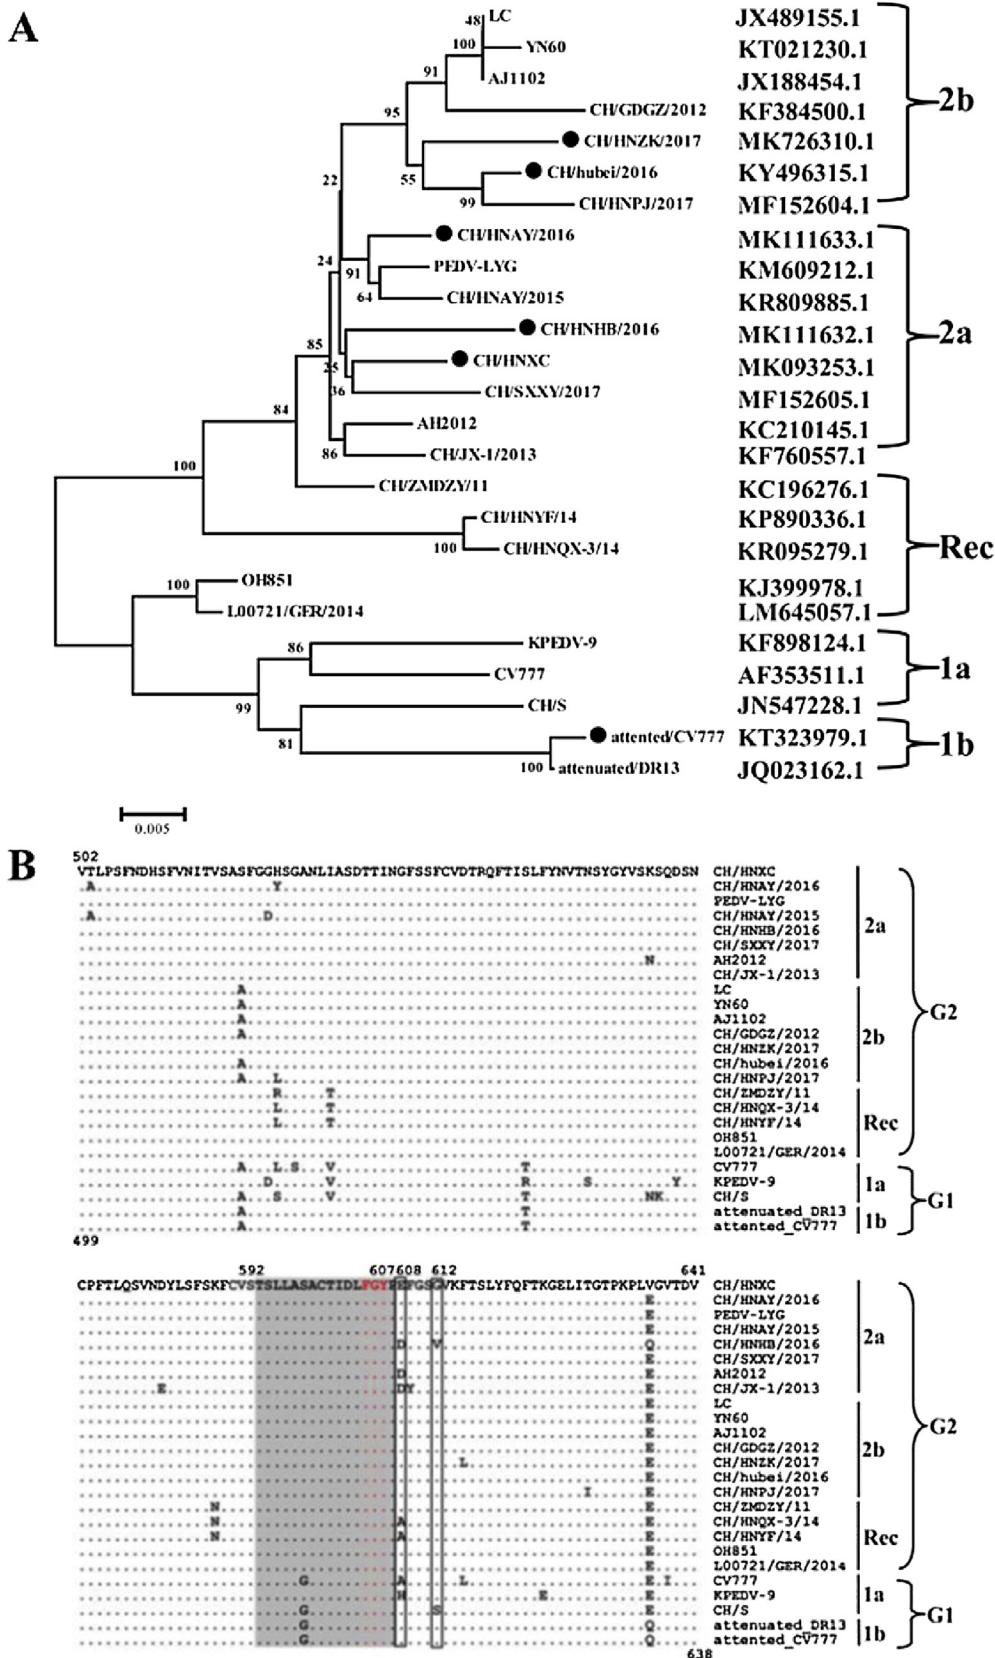 A
48 LC JX489155.1
100 YN60 KT021230.1
AJ1102 JX188454.1
91
CH/GDGZ/2012 KF384500.1
2b
95
CH/HNZK/2017 MK726310.1
CH/hubei/2016 KY496315.1
55
99 CH/HNPJ/2017 MF152604.1
22
CH/HNAY/2016 MK111633.1
24
91
PEDV-LYG KM609212.1
64 CH/HNAY/2015 KR809885.1
CH/HNHB/2016 MK111632.1
2a
85
CH/HNXC MK093253.1
25
36 CH/SXXY/2017 MF152605.1
84
AH2012 KC210145.1
86 CH/JX-1/2013 KF760557.1
100
CH/ZMDZY/11 KC196276.1
CH/HNYF/14 KP890336.1
100 CH/HNQX-3/14 KR095279.1
Rec
100 OH851 KJ399978.1
L00721/GER/2014 LM645057.1
86 KPEDV-9 KF898124.1
CV777 AF353511.1
1a
99
CH/S JN547228.1
81
attented/CV777 KT323979.1
1b
100 attenuated/DR13 JQ023162.1
0.005
B
502
VTLPSFNDHSFVNITVSASFGGHSGANLIASDTTINGFSSFCVDTRQFTISLFYNVTNSYGYVSKSQDSN CH/HNXC
A Y CH/HNAY/2016
PEDV-LYG
A D CH/HNAY/2015
2a
CH/HNHB/2016
CH/SXXY/2017
N AH2012
CH/JX-1/2013
A LC
A YN60
G2
A AJ1102
A CH/GDGZ/2012
2b
CH/HNZK/2017
A CH/hubei/2016
A L CH/HNPJ/2017
R T CH/ZMDZY/11
L T CH/HNQX-3/14
L T CH/HNYF/14
Rec
OH851
L00721/GER/2014
A L S V T CV777
D V R S Y KPEDV-9
1a
A S V T NK CH/S
G1
A T attenuated_DR13
1b
A T attented_CV777
499
592 607 608 612 641
CPFTLQSVNDYLSFSKFCVSTSLLASACTIDLFGYPEFGSGVKFTSLYFQFTKGELITGTPKPLVGVTDV CH/HNXC
E CH/HNAY/2016
E PEDV-LYG
E CH/HNAY/2015
2a
D V Q CH/HNHB/2016
E CH/SXXY/2017
D E AH2012
E DY E CH/JX-1/2013
E LC
E YN60
G2
E AJ1102
E CH/GDGZ/2012
2b
L E CH/HNZK/2017
E CH/hubei/2016
I E CH/HNPJ/2017
N E CH/ZMDZY/11
N A E CH/HNQX-3/14
N A E CH/HNYF/14
Rec
E OH851
E L00721/GER/2014
G A L E I CV777
H E E KPEDV-9
1a
G S E CH/S
G1
G Q attenuated_DR13
1b
G Q attented_CV777
638